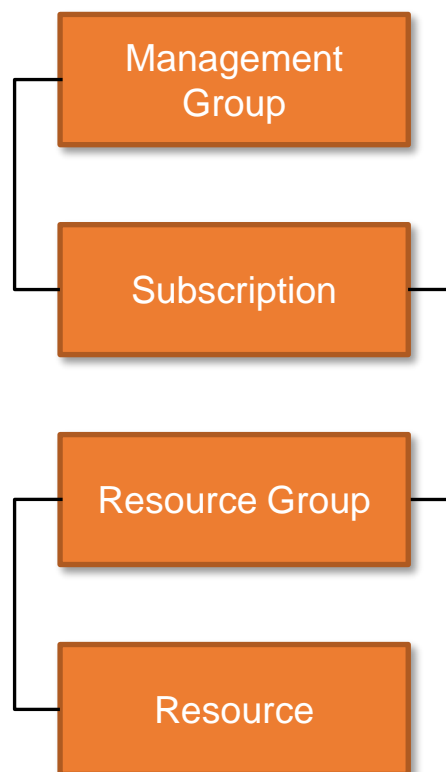 Management
Group
Subscription
Resource Group
Resource